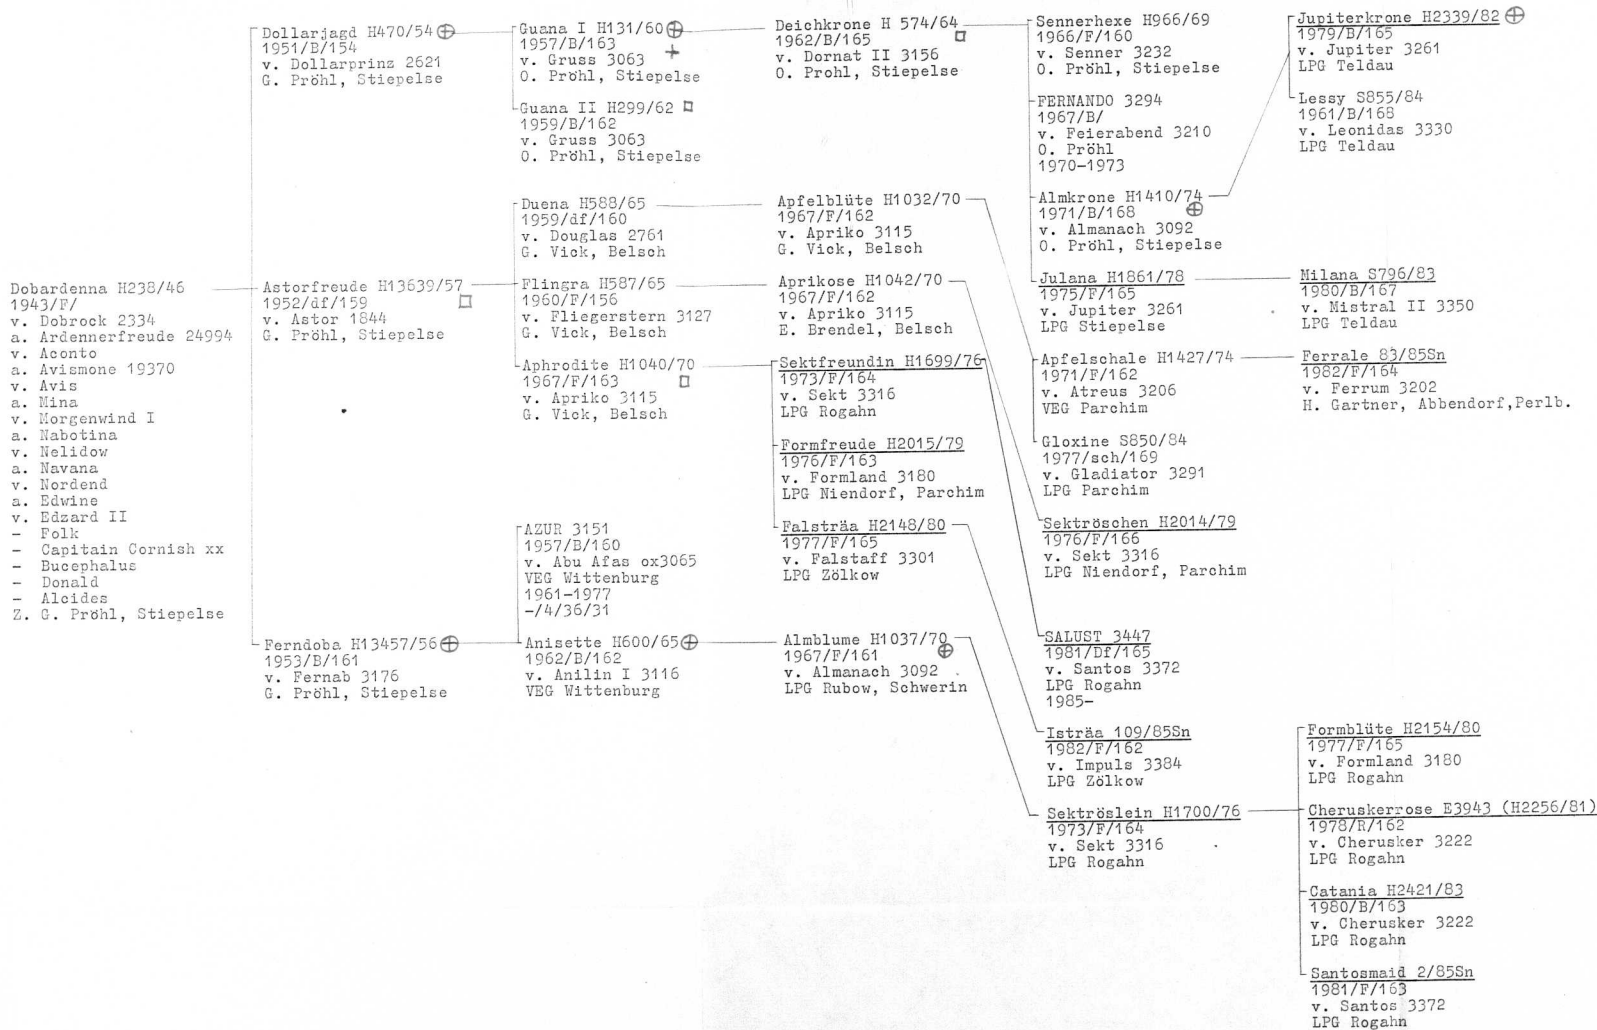 Dobardenna H238/46
1943/F/
v. Dobrock 2334
a. Ardennerfreude 24994
v. Aconto
a. Avismone 19370
v. Avis
a. Mina
v. Morgenwind I
a. Nabotina
v. Nelidow
a. Navana
v. Nordend
a. Edwine
v. Edzard II
- Folk
- Capitain Cornish xx
- Bucephalus
- Donald
- Alcides
Z. G. Pröhl, Stiepelse
Dollarjagd H470/54
1951/B/154
v. Dollarprinz 2621
G. Pröhl, Stiepelse
Astorfreude H13639/57
1952/df/159
v. Astor 1844
G. Pröhl, Stiepelse
Ferndoba H13457/56
1953/B/161
v. Fernab 3176
G. Pröhl, Stiepelse
Guana I H131/60
1957/B/163
v. Gruss 3063
O. Pröhl, Stiepelse
Guana II H299/62
1959/B/162
v. Gruss 3063
O. Pröhl, Stiepelse
Duena H588/65
1959/df/160
v. Douglas 2761
G. Vick, Belsch
Flingra H587/65
1960/F/156
v. Fliegerstern 3127
G. Vick, Belsch
Aphrodite H1040/70
1967/F/163
v. Apriko 3115
G. Vick, Belsch
AZUR 3151
1957/B/160
v. Abu Afas ox3065
VEG Wittenburg
1961-1977
-/4/36/31
Anisette H600/65
1962/B/162
v. Anilin I 3116
VEG Wittenburg
Deichkrone H 574/64
1962/B/165
v. Dornat II 3156
O. Prohl, Stiepelse
Apfelblüte H1032/70
1967/F/162
v. Apriko 3115
G. Vick, Belsch
Aprikose H1042/70
1967/F/162
v. Apriko 3115
E. Brendel, Belsch
Sektfreundin H1699/76
1973/F/164
v. Sekt 3316
LPG Rogahn
Formfreude H2015/79
1976/F/163
v. Formland 3180
LPG Niendorf, Parchim
Falsträa H2148/80
1977/F/165
v. Falstaff 3301
LPG Zölkow
Almblume H1037/70
1967/F/161
v. Almanach 3092
LPG Rubow, Schwerin
Sennerhexe H966/69
1966/F/160
v. Senner 3232
O. Pröhl, Stiepelse
FERNANDO 3294
1967/B/
v. Feierabend 3210
O. Pröhl
1970-1973
Almkrone H1410/74
1971/B/168
v. Almanach 3092
O. Pröhl, Stiepelse
Julana H1861/78
1975/F/165
v. Jupiter 3261
LPG Stiepelse
Apfelschale H1427/74
1971/F/162
v. Atreus 3206
VEG Parchim
Gloxine S850/84
1977/sch/169
v. Gladiator 3291
LPG Parchim
Sektröschen H2014/79
1976/F/166
v. Sekt 3316
LPG Niendorf, Parchim
SALUST 3447
1981/Df/165
v. Santos 3372
LPG Rogahn
1985-
Isträa 109/85Sn
1982/F/162
v. Impuls 3384
LPG Zölkow
Sektröslein H1700/76
1973/F/164
v. Sekt 3316
LPG Rogahn
Jupiterkrone H2339/82
1979/B/165
v. Jupiter 3261
LPG Teldau
Lessy S855/84
1961/B/168
v. Leonidas 3330
LPG Teldau
Milana S796/83
1980/B/167
v. Mistral II 3350
LPG Teldau
Ferrale 83/85Sn
1982/F/164
v. Ferrum 3202
H. Gartner, Abbendorf,Perlb.
Formblüte H2154/80
1977/F/165
v. Formland 3180
LPG Rogahn
Cheruskerrose E3943 (H2256/81)
1978/R/162
v. Cherusker 3222
LPG Rogahn
Catania H2421/83
1980/B/163
v. Cherusker 3222
LPG Rogahn
Santosmaid 2/85Sn
1981/F/163
v. Santos 3372
LPG Rogahn